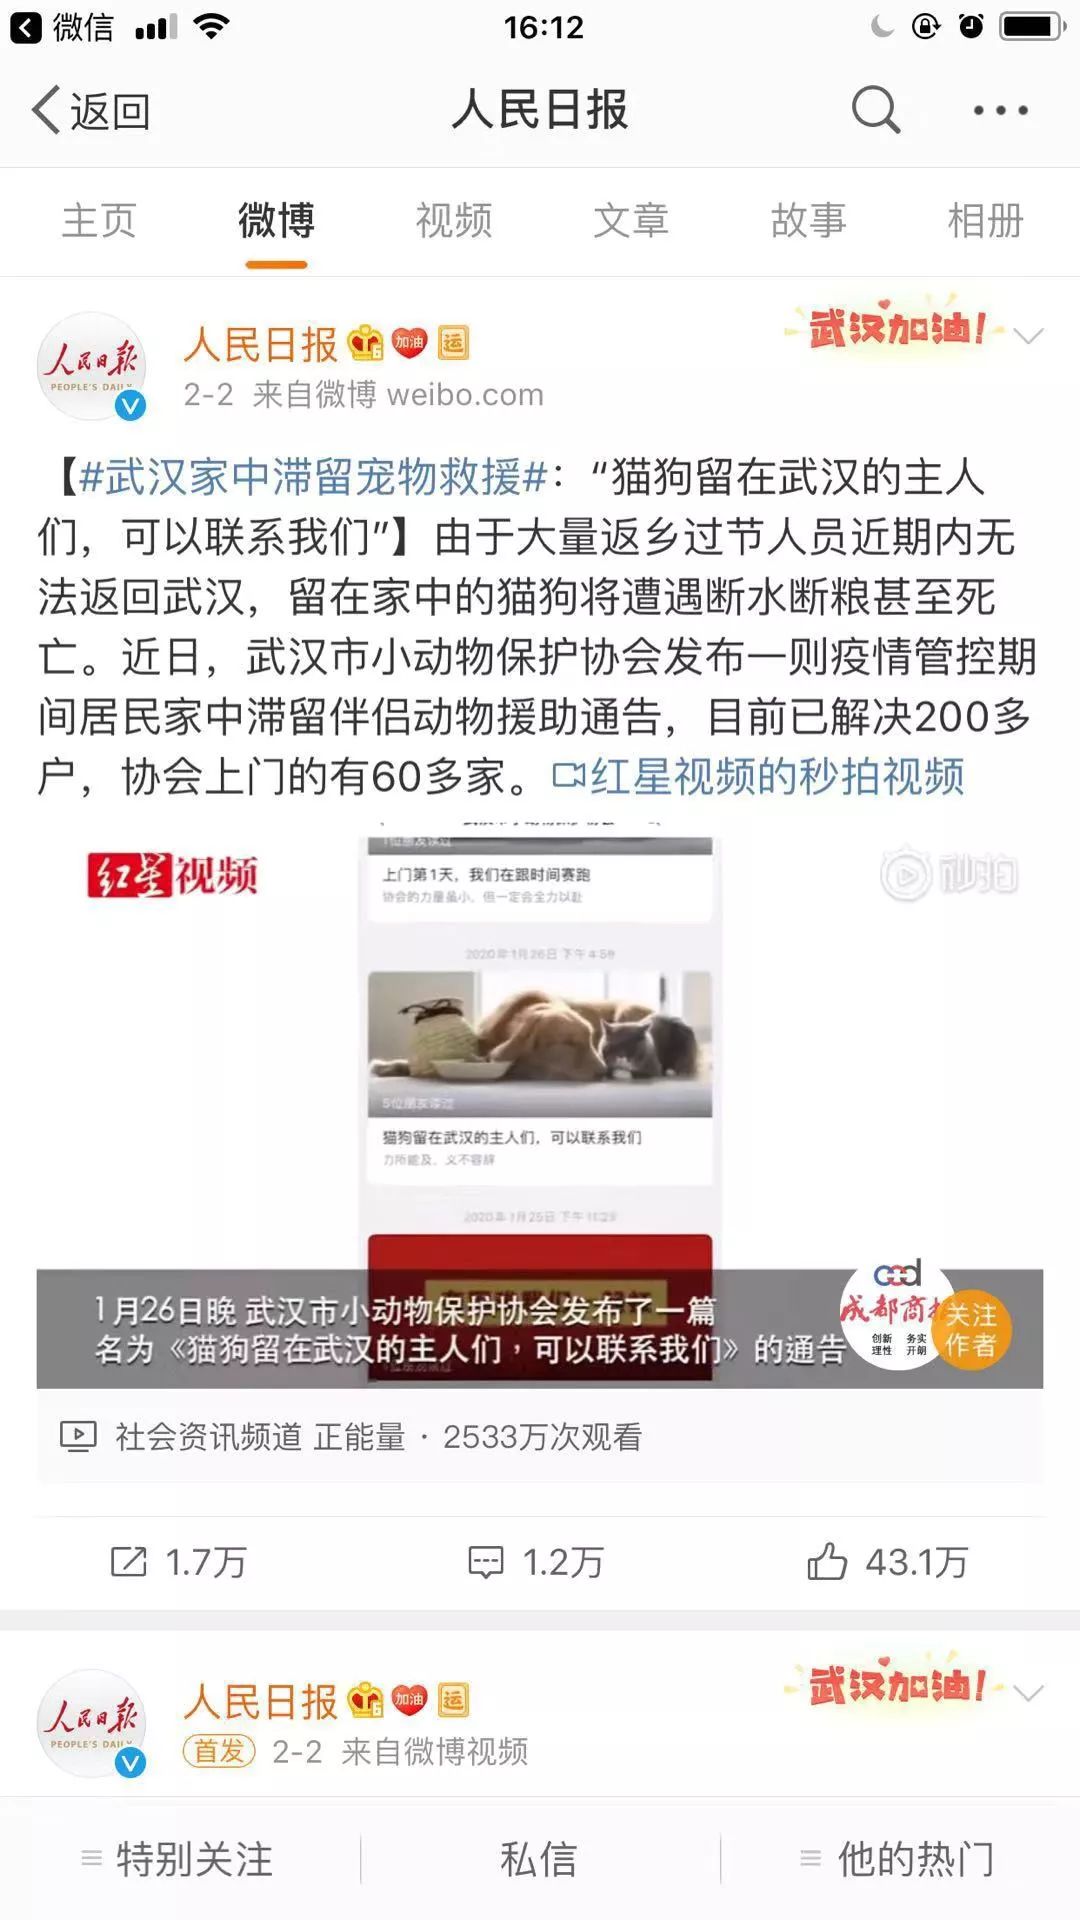 微信
16:12
返回
人民日报
主页 微博 视频 文章 故事 相册
人民日报 加油 运
武汉加油!
2-2 来自微博 weibo.com
人民日报
PEOPLE'S DAILY
【#武汉家中滞留宠物救援#：“猫狗留在武汉的主人
们，可以联系我们”】由于大量返乡过节人员近期内无
法返回武汉，留在家中的猫狗将遭遇断水断粮甚至死
亡。近日，武汉市小动物保护协会发布一则疫情管控期
间居民家中滞留伴侣动物援助通告，目前已解决200多
户，协会上门的有60多家。红星视频的秒拍视频
红星视频
秒拍
上门第1天，我们在跟时间赛跑
协会的力量虽小，但一定会全力以赴
2020年1月26日 下午4:59
5位朋友读过
猫狗留在武汉的主人们，可以联系我们
力所能及、义不容辞
2020年1月25日 下午11:29
1月26日晚 武汉市小动物保护协会发布了一篇
名为《猫狗留在武汉的主人们，可以联系我们》的通告
成都商报
创新 务实
理性 开朗
关注
作者
社会资讯频道 正能量 · 2533万次观看
1.7万 1.2万 43.1万
人民日报 加油 运
武汉加油!
首发 2-2 来自微博视频
人民日报
PEOPLE'S DAILY
特别关注 私信 他的热门